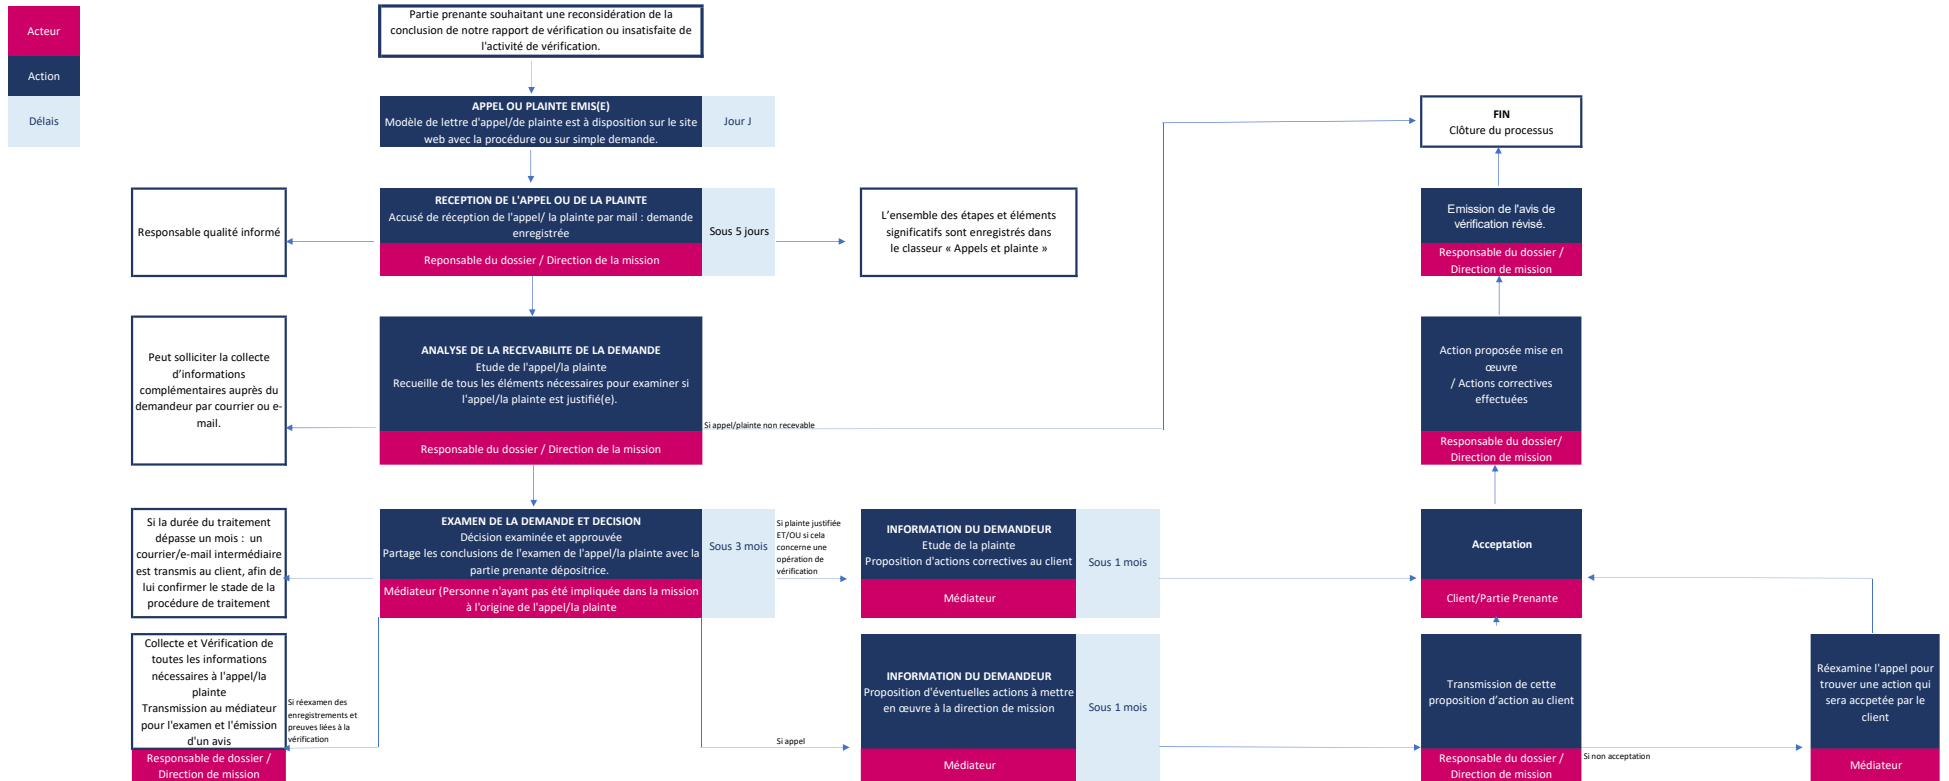 Acteur
Action
Délais
Partie prenante souhaitant une reconsidération de la
conclusion de notre rapport de vérification ou insatisfaite de
l'activité de vérification.
APPEL OU PLAINTE EMIS(E)
Modèle de lettre d'appel/de plainte est à disposition sur le site
web avec la procédure ou sur simple demande.
Jour J
FIN
Clôture du processus
Responsable qualité informé
RECEPTION DE L'APPEL OU DE LA PLAINTE
Accusé de réception de l'appel/ la plainte par mail : demande
enregistrée
Reponsable du dossier / Direction de la mission
Sous 5 jours
L'ensemble des étapes et éléments
significatifs sont enregistrés dans
le classeur « Appels et plainte »
Emission de l'avis de
vérification révisé.
Responsable du dossier /
Direction de mission
Peut solliciter la collecte
d'informations
complémentaires auprès du
demandeur par courrier ou e-
mail.
ANALYSE DE LA RECEVABILITE DE LA DEMANDE
Etude de l'appel/la plainte
Recueille de tous les éléments nécessaires pour examiner si
l'appel/la plainte est justifié(e).
Responsable du dossier / Direction de la mission
Si appel/plainte non recevable
Action proposée mise en
œuvre
/ Actions correctives
effectuées
Responsable du dossier/
Direction de mission
Si la durée du traitement
dépasse un mois : un
courrier/e-mail intermédiaire
est transmis au client, afin de
lui confirmer le stade de la
procédure de traitement
EXAMEN DE LA DEMANDE ET DECISION
Décision examinée et approuvée
Partage les conclusions de l'examen de l'appel/la plainte avec la
partie prenante dépositrice.
Médiateur (Personne n'ayant pas été impliquée dans la mission
à l'origine de l'appel/la plainte
Sous 3 mois
Si plainte justifiée
ET/OU si cela
concerne une
opération de
vérification
INFORMATION DU DEMANDEUR
Etude de la plainte
Proposition d'actions correctives au client
Médiateur
Sous 1 mois
Acceptation
Client/Partie Prenante
Collecte et Vérification de
toutes les informations
nécessaires à l'appel/la
plainte
Transmission au médiateur
pour l'examen et l'émission
d'un avis
Responsable de dossier /
Direction de mission
Si réexamen des
enregistrements et
preuves liées à la
vérification
Si appel
INFORMATION DU DEMANDEUR
Proposition d'éventuelles actions à mettre
en œuvre à la direction de mission
Médiateur
Sous 1 mois
Transmission de cette
proposition d'action au client
Responsable du dossier /
Direction de mission
Si non acceptation
Réexamine l'appel pour
trouver une action qui
sera accpetée par le
client
Médiateur